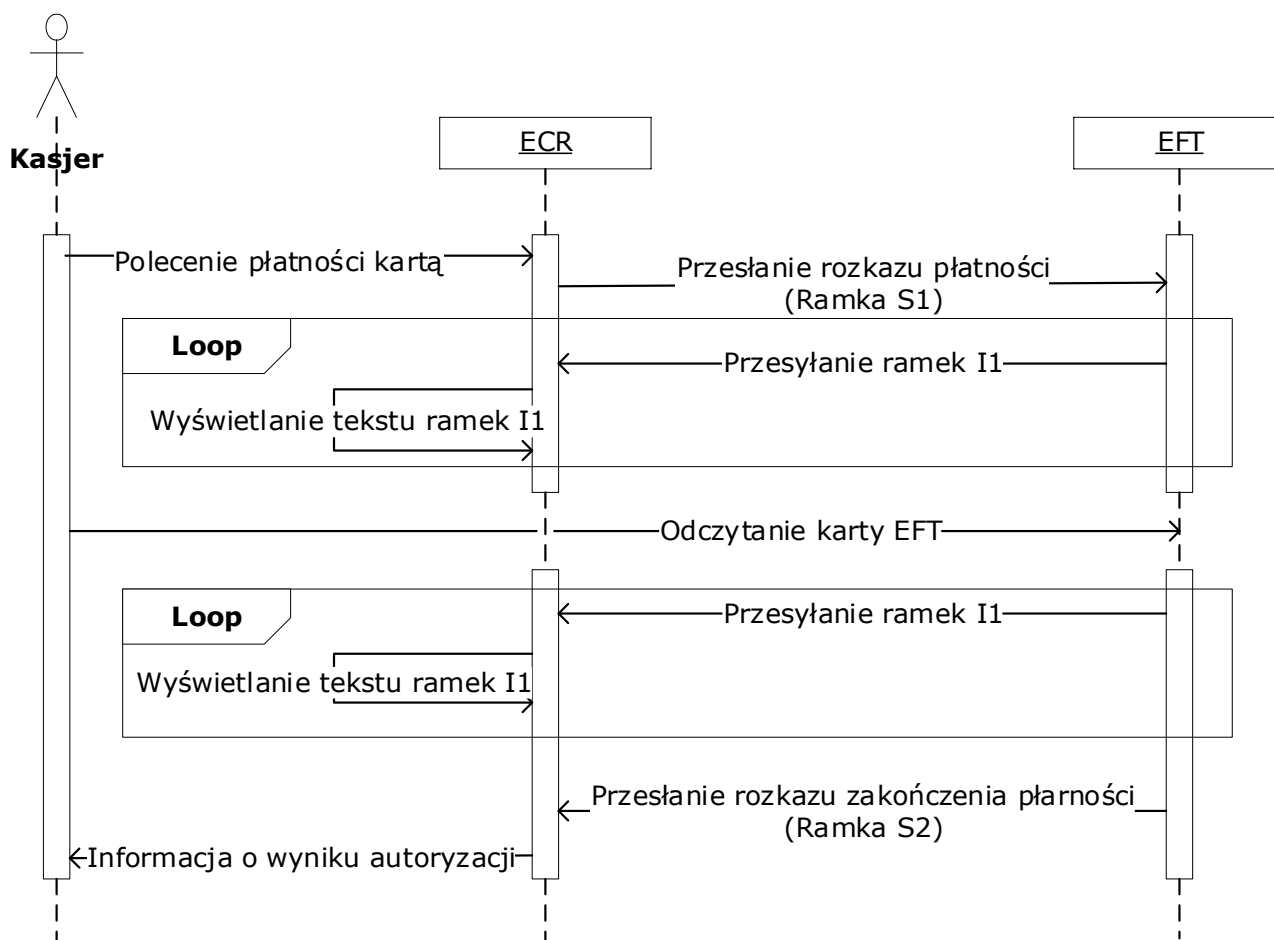 Kasjer
ECR
EFT
Polecenie płatności kartą
Przesłanie rozkazu płatności
(Ramka S1)
Loop
Przesyłanie ramek I1
Wyświetlanie tekstu ramek I1
Odczytanie karty EFT
Loop
Przesyłanie ramek I1
Wyświetlanie tekstu ramek I1
Przesłanie rozkazu zakończenia płarności
(Ramka S2)
Informacja o wyniku autoryzacji